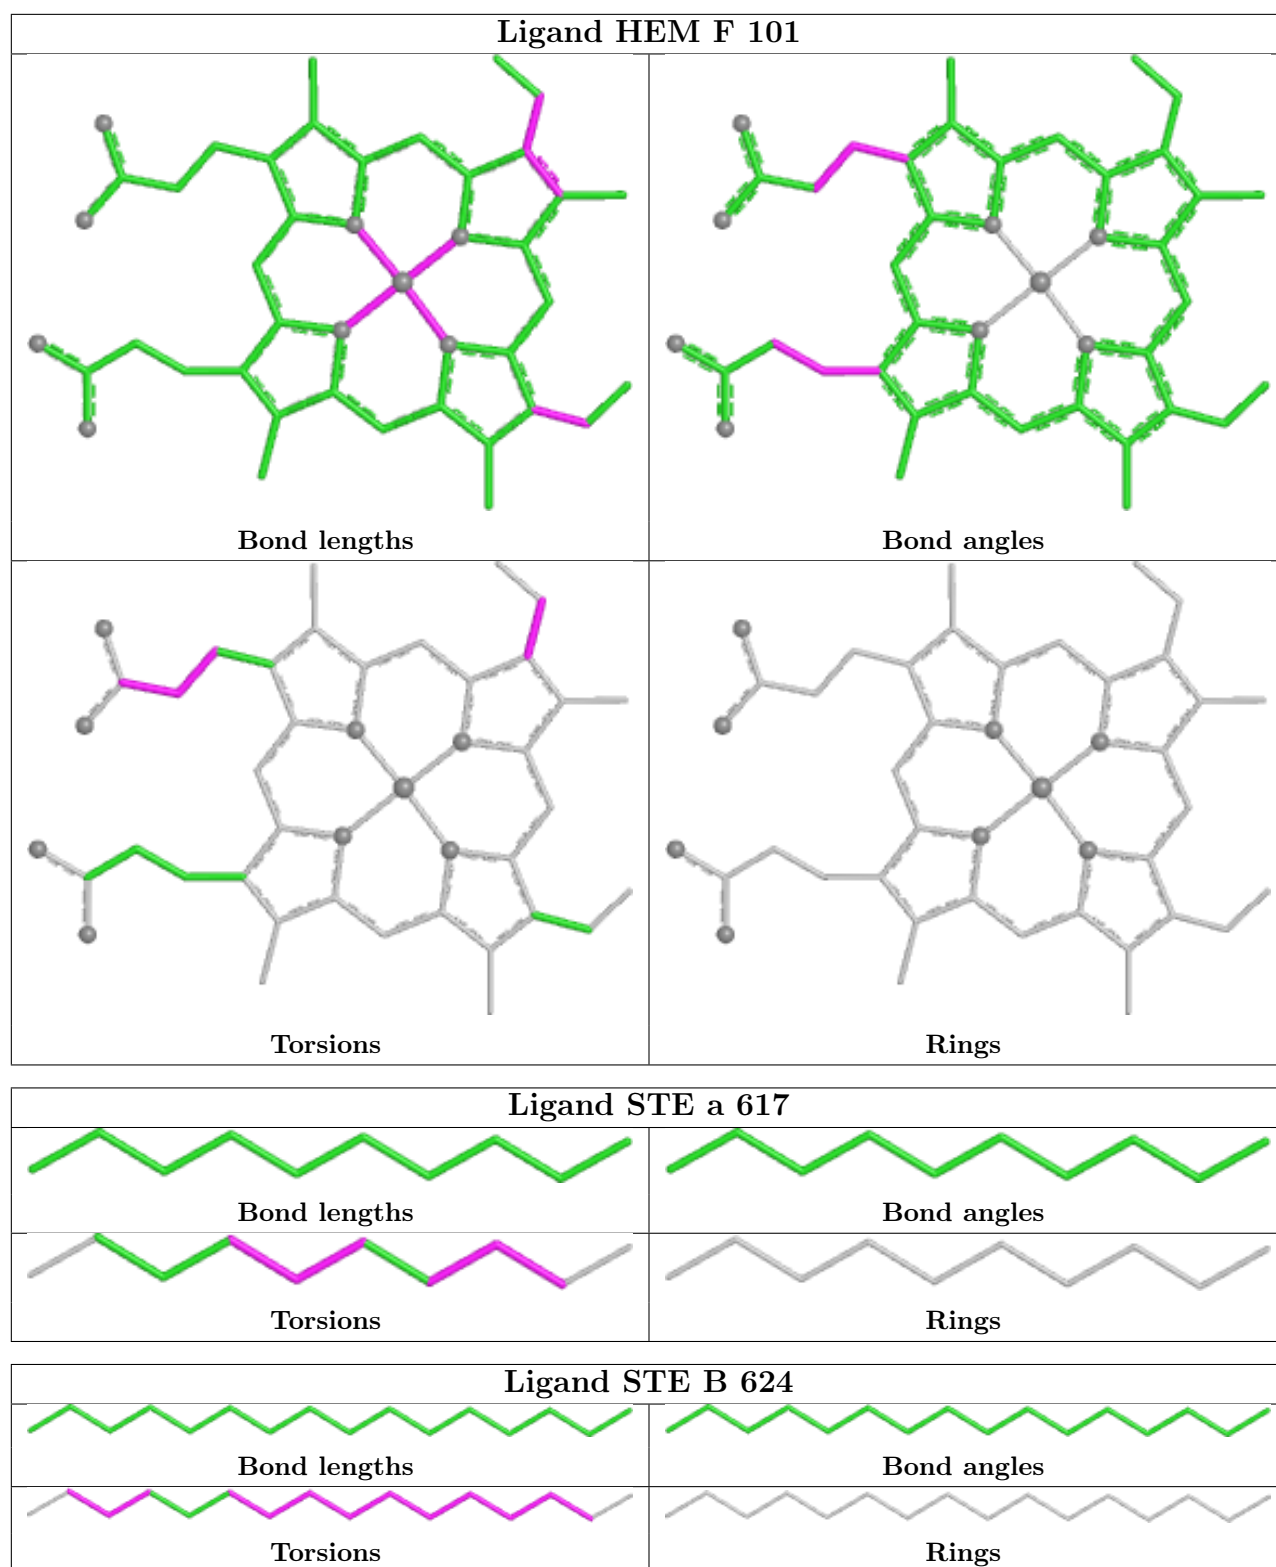 Ligand HEM F 101
Bond lengths
Bond angles
Torsions
Rings
Ligand STE a 617
Bond lengths
Bond angles
Torsions
Rings
Ligand STE B 624
Bond lengths
Bond angles
Torsions
Rings